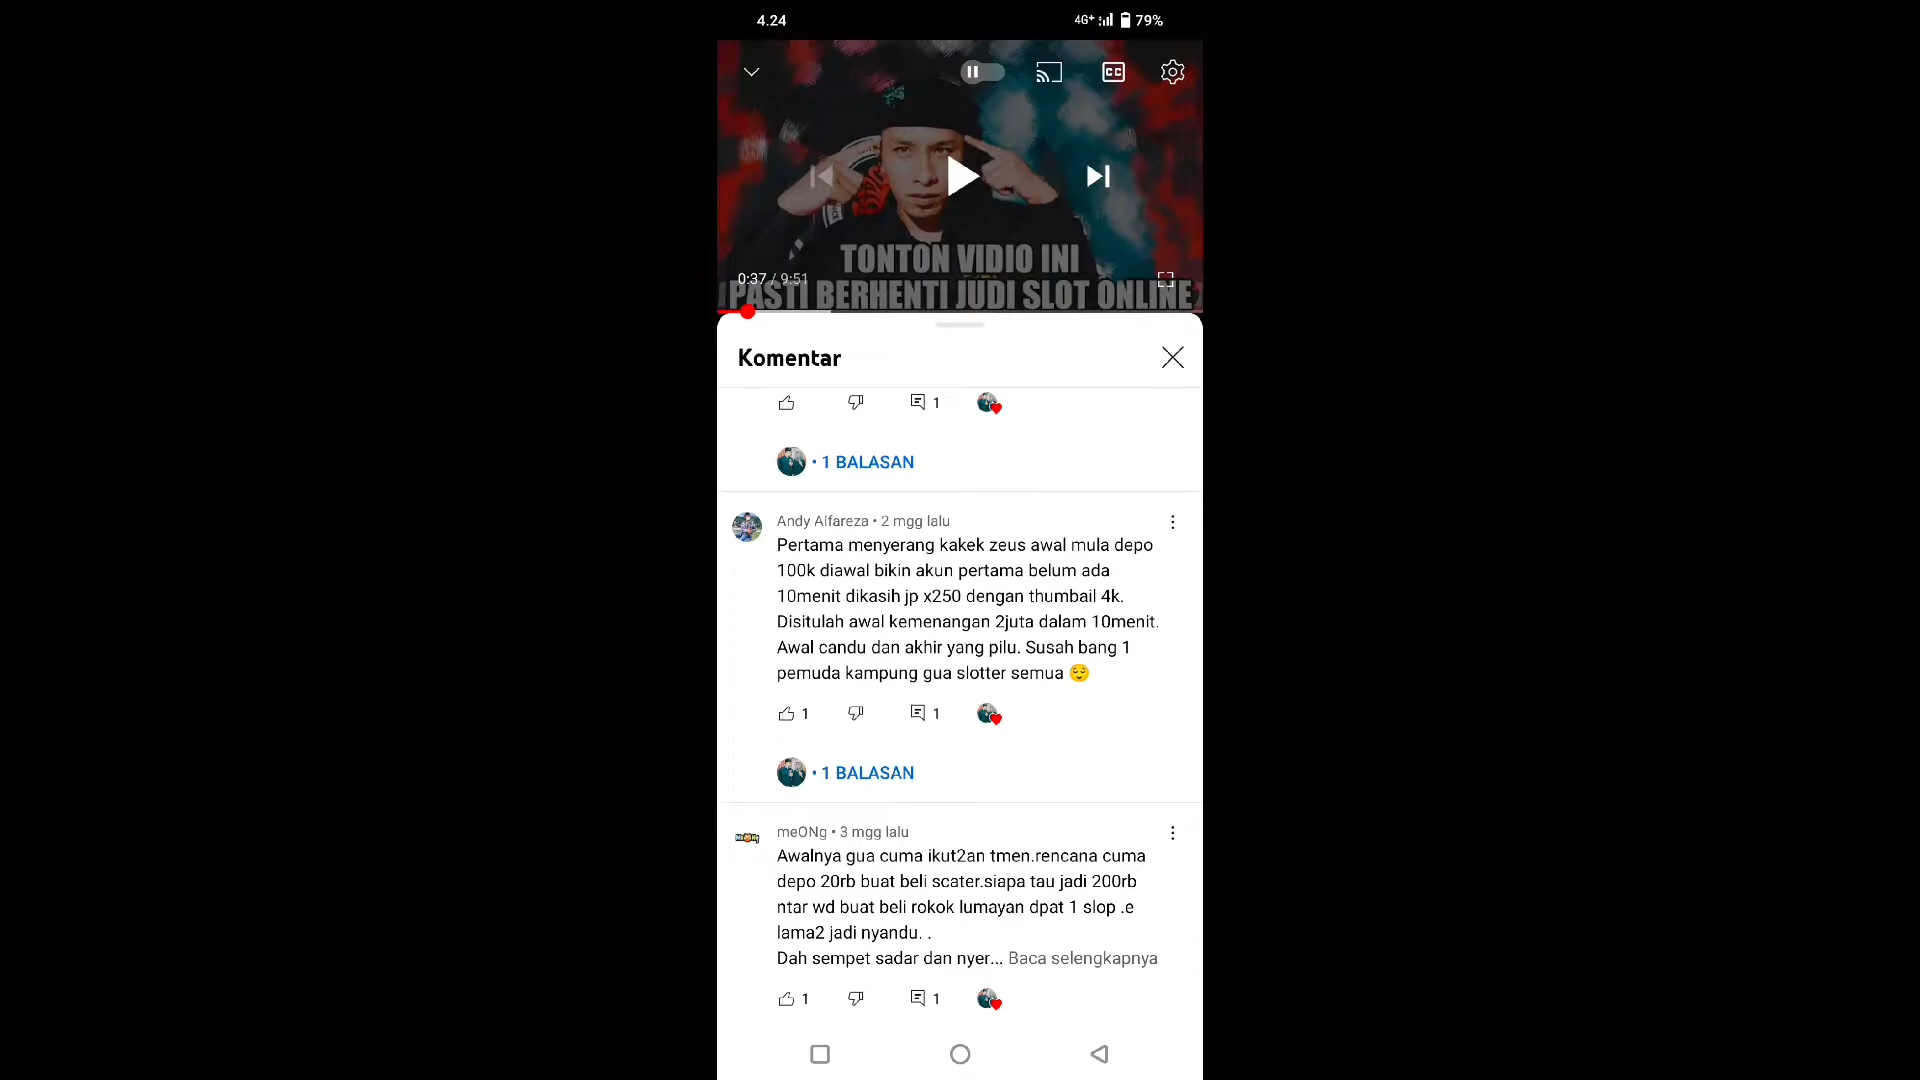 4.24
4G+ 79%
TONTON VIDIO INI
0:37 / 9:51
PASTI BERHENTI JUDI SLOT ONLINE
Komentar
1
• 1 BALASAN
Andy Alfareza • 2 mgg lalu
Pertama menyerang kakek zeus awal mula depo
100k diawal bikin akun pertama belum ada
10menit dikasih jp x250 dengan thumbail 4k.
Disitulah awal kemenangan 2juta dalam 10menit.
Awal candu dan akhir yang pilu. Susah bang 1
pemuda kampung gua slotter semua 😌
1 1
• 1 BALASAN
meONg • 3 mgg lalu
Awalnya gua cuma ikut2an tmen.rencana cuma
depo 20rb buat beli scater.siapa tau jadi 200rb
ntar wd buat beli rokok lumayan dpat 1 slop .e
lama2 jadi nyandu. .
Dah sempet sadar dan nyer... Baca selengkapnya
1 1